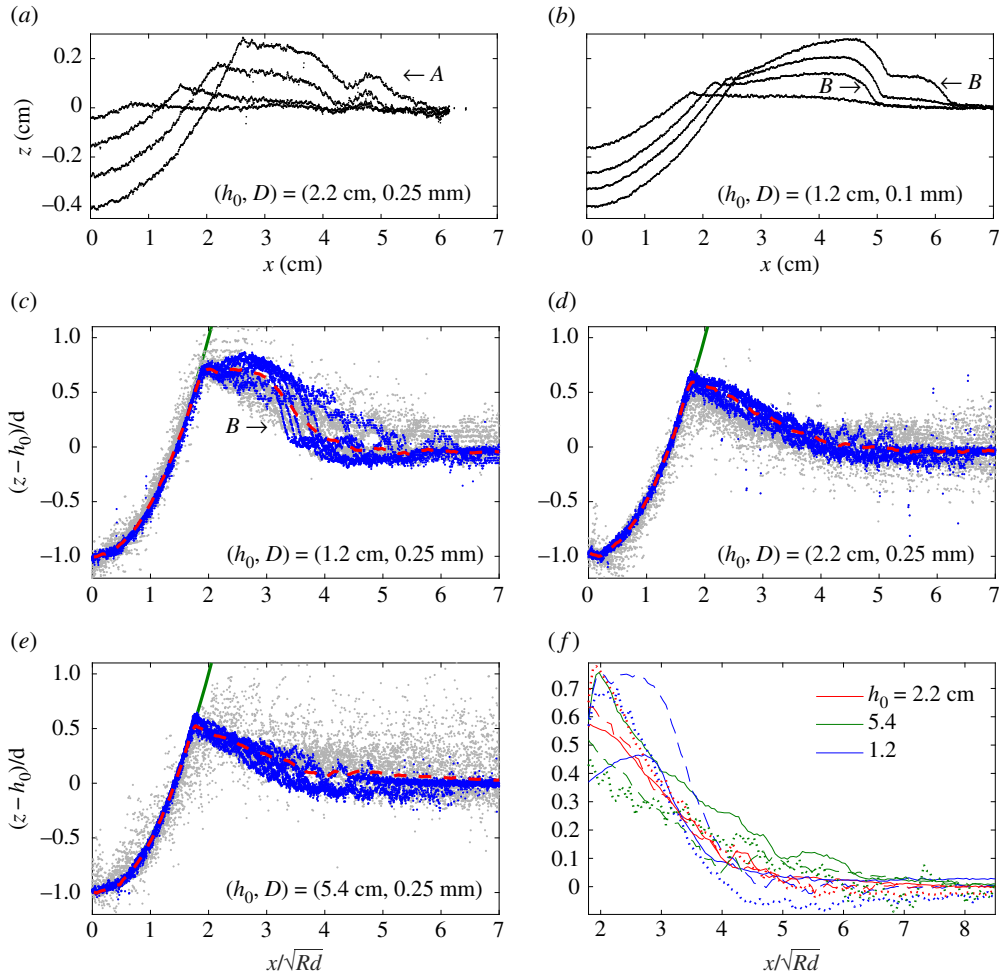 (a)
(b)
0.2
0
−0.2
−0.4
z (cm)
← A
(h₀, D) = (2.2 cm, 0.25 mm)
0 1 2 3 4 5 6 7
x (cm)
B →
← B
(h₀, D) = (1.2 cm, 0.1 mm)
0 1 2 3 4 5 6 7
x (cm)
(c)
(d)
1.0
0.5
0
−0.5
−1.0
(z − h₀)/d
B →
(h₀, D) = (1.2 cm, 0.25 mm)
0 1 2 3 4 5 6 7
1.0
0.5
0
−0.5
−1.0
(h₀, D) = (2.2 cm, 0.25 mm)
1 2 3 4 5 6 7
(e)
(f)
1.0
0.5
0
−0.5
−1.0
(z − h₀)/d
(h₀, D) = (5.4 cm, 0.25 mm)
0 1 2 3 4 5 6 7
x/√Rd
0.7
0.6
0.5
0.4
0.3
0.2
0.1
0
h₀ = 2.2 cm
5.4
1.2
2 3 4 5 6 7 8
x/√Rd